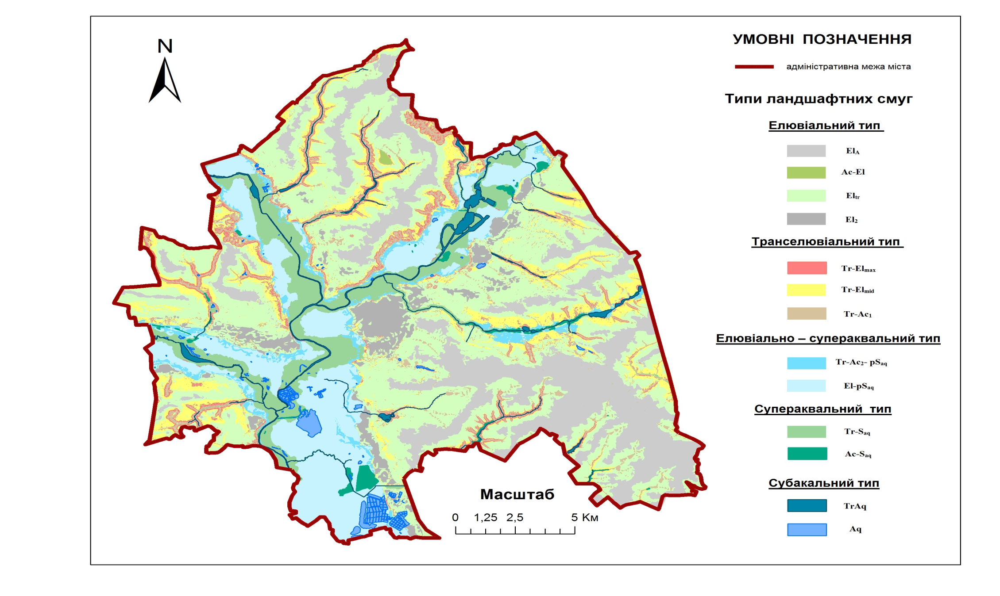 N
УМОВНІ ПОЗНАЧЕННЯ
адміністративна межа міста
Типи ландшафтних смуг
Елювіальний тип
ElA
Ac-El
Eltr
El2
Транселювіальний тип
Tr-Elmax
Tr-Elmid
Tr-Ac1
Елювіально – супераквальний тип
Tr-Ac2- pSaq
El-pSaq
Супераквальний тип
Tr-Saq
Ac-Saq
Субакальний тип
TrAq
Aq
Масштаб
0 1,25 2,5 5 Км